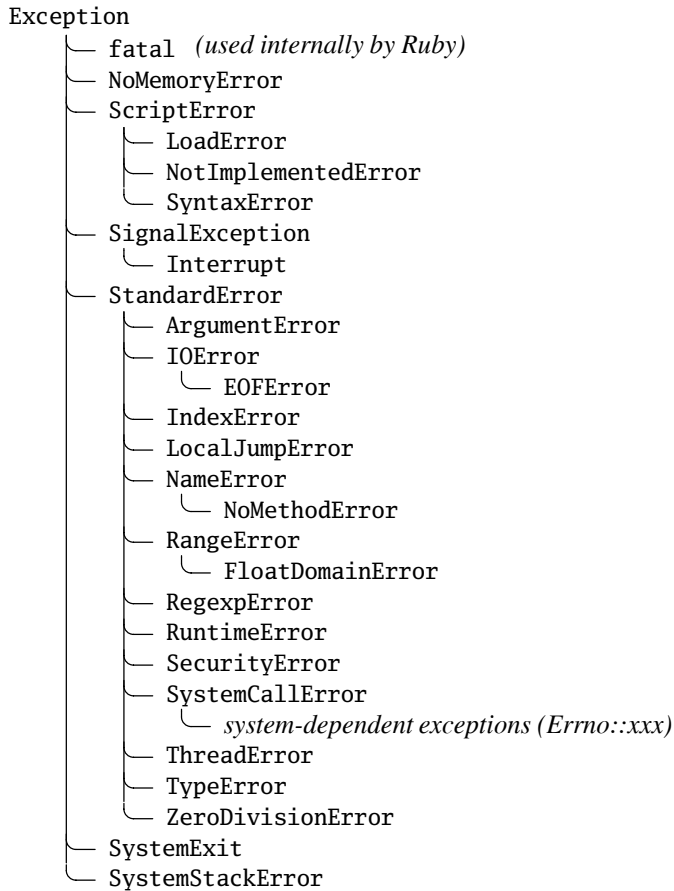 Exception
fatal (used internally by Ruby)
NoMemoryError
ScriptError
LoadError
NotImplementedError
SyntaxError
SignalException
Interrupt
StandardError
ArgumentError
IOError
EOFError
IndexError
LocalJumpError
NameError
NoMethodError
RangeError
FloatDomainError
RegexpError
RuntimeError
SecurityError
SystemCallError
system-dependent exceptions (Errno::xxx)
ThreadError
TypeError
ZeroDivisionError
SystemExit
SystemStackError